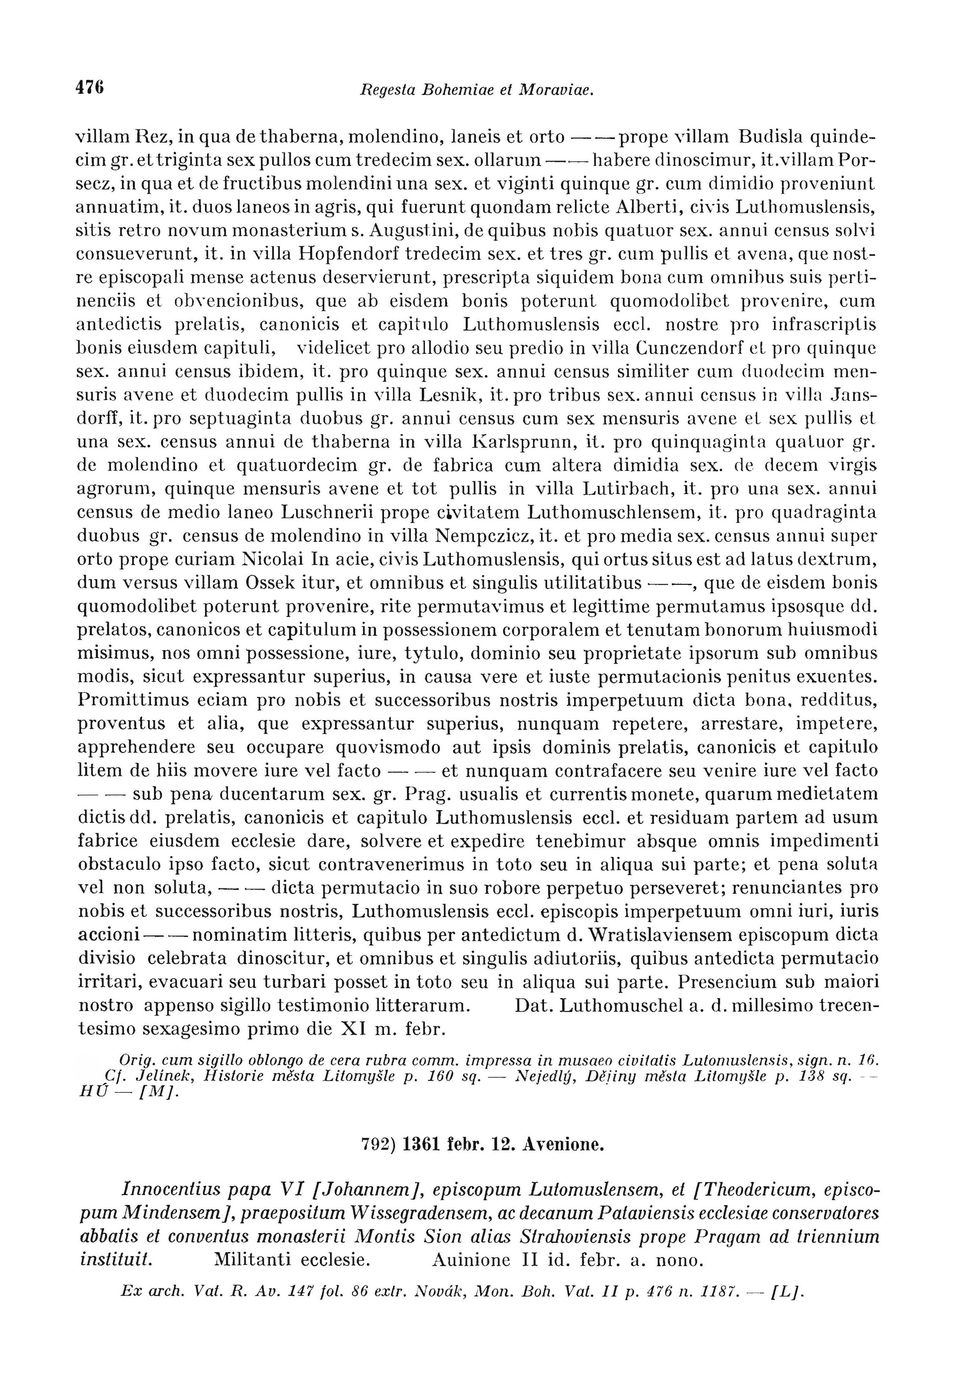 476
Regesta Bohemiae et Moraviae.
villam Rez, in qua de thaberna, molendino, laneis et orto — — prope villam Budisla quinde-
cim gr. et triginta sex pullos cum tredecim sex. ollarum — — habere dinoscimur, it. villam Por-
secz, in qua et de fructibus molendini una sex. et viginti quinque gr. cum dimidio proveniunt
annuatim, it. duos laneos in agris, qui fuerunt quondam relicte Alberti, civis Luthomuslensis,
sitis retro novum monasterium s. Augustini, de quibus nobis quatuor sex. annui census solvi
consueverunt, it. in villa Hopfendorf tredecim sex. et tres gr. cum pullis et avena, que nost-
re episcopali mense actenus deservierunt, prescripta siquidem bona cum omnibus suis perti-
nenciis et obvencionibus, que ab eisdem bonis poterunt quomodolibet provenire, cum
antedictis prelatis, canonicis et capitulo Luthomuslensis eccl. nostre pro infrascriptis
bonis eiusdem capituli, videlicet pro allodio seu predio in villa Cunczendorf et pro quinque
sex. annui census ibidem, it. pro quinque sex. annui census similiter cum duodecim men-
suris avene et duodecim pullis in villa Lesnik, it. pro tribus sex. annui census in villa Jans-
dorff, it. pro septuaginta duobus gr. annui census cum sex mensuris avene et sex pullis et
una sex. census annui de thaberna in villa Karlsprunn, it. pro quinquaginta quatuor gr.
de molendino et quatuordecim gr. de fabrica cum altera dimidia sex. de decem virgis
agrorum, quinque mensuris avene et tot pullis in villa Lutirbach, it. pro una sex. annui
census de medio laneo Luschnerii prope civitatem Luthomuschlensem, it. pro quadraginta
duobus gr. census de molendino in villa Nempczicz, it. et pro media sex. census annui super
orto prope curiam Nicolai In acie, civis Luthomuslensis, qui ortus situs est ad latus dextrum,
dum versus villam Ossek itur, et omnibus et singulis utilitatibus — —, que de eisdem bonis
quomodolibet poterunt provenire, rite permutavimus et legittime permutamus ipsosque dd.
prelatos, canonicos et capitulum in possessionem corporalem et tenutam bonorum huiusmodi
misimus, nos omni possessione, iure, tytulo, dominio seu proprietate ipsorum sub omnibus
modis, sicut expressantur superius, in causa vere et iuste permutacionis penitus exuentes.
Promittimus eciam pro nobis et successoribus nostris imperpetuum dicta bona, redditus,
proventus et alia, que expressantur superius, nunquam repetere, arrestare, impetere,
apprehendere seu occupare quovismodo aut ipsis dominis prelatis, canonicis et capitulo
litem de hiis movere iure vel facto — — et nunquam contrafacere seu venire iure vel facto
— — sub pena ducentarum sex. gr. Prag. usualis et currentis monete, quarum medietatem
dictis dd. prelatis, canonicis et capitulo Luthomuslensis eccl. et residuam partem ad usum
fabrice eiusdem ecclesie dare, solvere et expedire tenebimur absque omnis impedimenti
obstaculo ipso facto, sicut contravenerimus in toto seu in aliqua sui parte; et pena soluta
vel non soluta, — — dicta permutacio in suo robore perpetuo perseveret; renunciantes pro
nobis et successoribus nostris, Luthomuslensis eccl. episcopis imperpetuum omni iuri, iuris
accioni — — nominatim litteris, quibus per antedictum d. Wratislaviensem episcopum dicta
divisio celebrata dinoscitur, et omnibus et singulis adiutoriis, quibus antedicta permutacio
irritari, evacuari seu turbari posset in toto seu in aliqua sui parte. Presencium sub maiori
nostro appenso sigillo testimonio litterarum. Dat. Luthomuschel a. d. millesimo trecen-
tesimo sexagesimo primo die XI m. febr.
Orig. cum sigillo oblongo de cera rubra comm. impressa in musaeo civitatis Lutomuslensis, sign. n. 16.
Cf. Jelínek, Historie města Litomyšle p. 160 sq. — Nejedlý, Dějiny města Litomyšle p. 138 sq. —
HÚ — [M].
792) 1361 febr. 12. Avenione.
Innocentius papa VI [Johannem], episcopum Lutomuslensem, et [Theodericum, episco-
pum Mindensem], praepositum Wissegradensem, ac decanum Pataviensis ecclesiae conservatores
abbatis et conventus monasterii Montis Sion alias Strahoviensis prope Pragam ad triennium
instituit. Militanti ecclesie. Auinione II id. febr. a. nono.
Ex arch. Vat. R. Av. 147 fol. 86 extr. Novák, Mon. Boh. Vat. II p. 476 n. 1187. — [L].